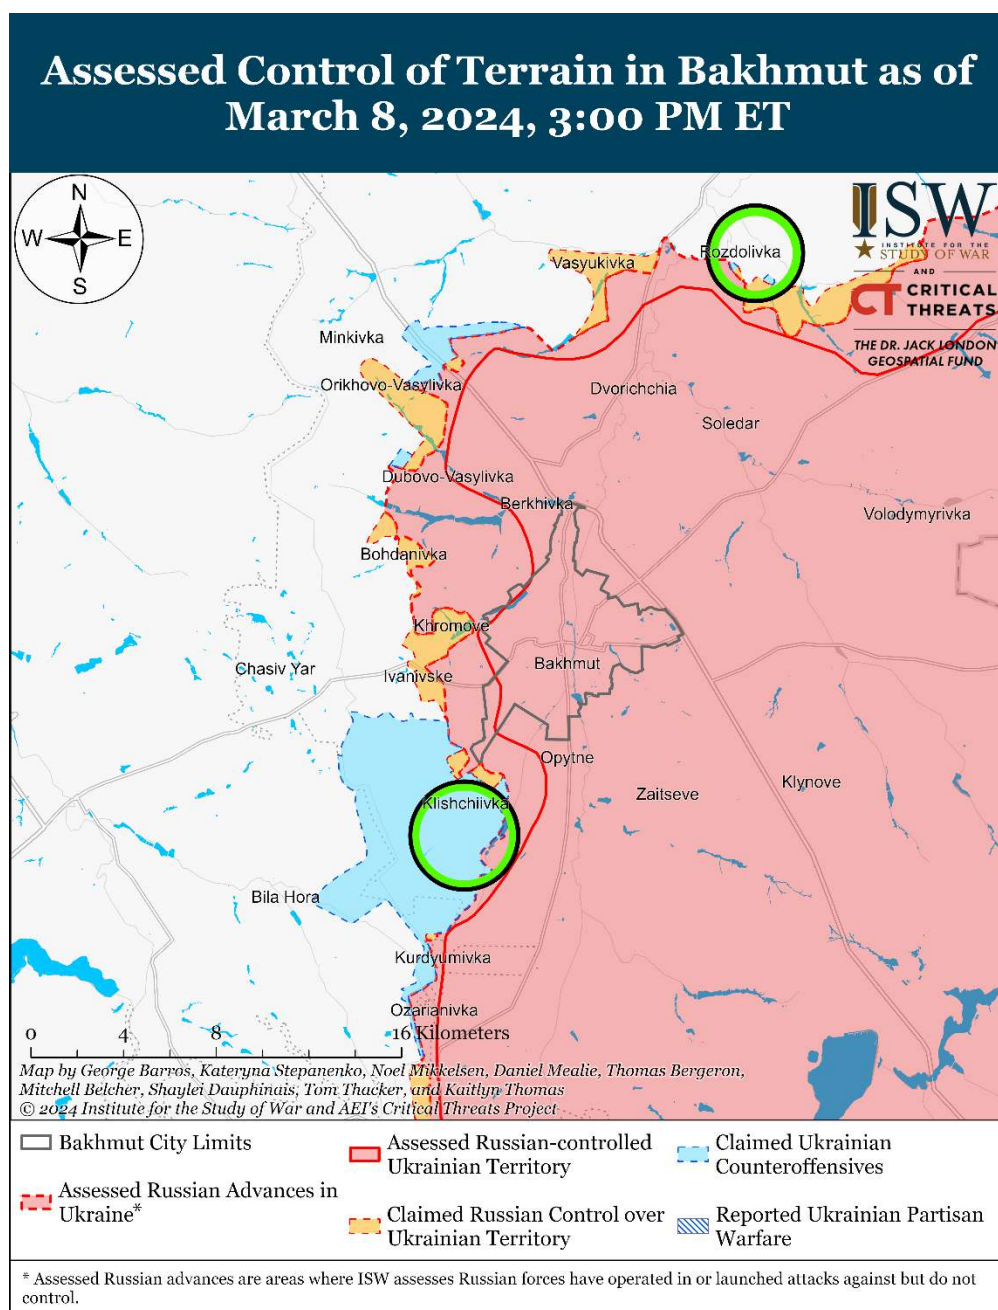 Assessed Control of Terrain in Bakhmut as of
March 8, 2024, 3:00 PM ET
N
W
E
S
ISW
INSTITUTE FOR THE
STUDY OF WAR
AND
CT CRITICAL
THREATS
THE DR. JACK LONDON
GEOSPATIAL FUND
Rozdolivka
Vasyukivka
Minkivka
Orikhovo-Vasylivka
Dvorichchia
Soledar
Dubovo-Vasylivka
Berkhivka
Volodymyrivka
Bohdanivka
Khromove
Bakhmut
Chasiv Yar
Ivanivske
Opytne
Klynove
Zaitseve
Klishchiivka
Bila Hora
Kurdyumivka
Ozarianivka
0 4 8 16 Kilometers
Map by George Barros, Kateryna Stepanenko, Noel Mikkelsen, Daniel Mealie, Thomas Bergeron,
Mitchell Belcher, Shaylei Dauphinais, Tom Thacker, and Kaitlyn Thomas
© 2024 Institute for the Study of War and AEI's Critical Threats Project
Bakhmut City Limits
Assessed Russian Advances in
Ukraine*
Assessed Russian-controlled
Ukrainian Territory
Claimed Russian Control over
Ukrainian Territory
Claimed Ukrainian
Counteroffensives
Reported Ukrainian Partisan
Warfare
* Assessed Russian advances are areas where ISW assesses Russian forces have operated in or launched attacks against but do not
control.